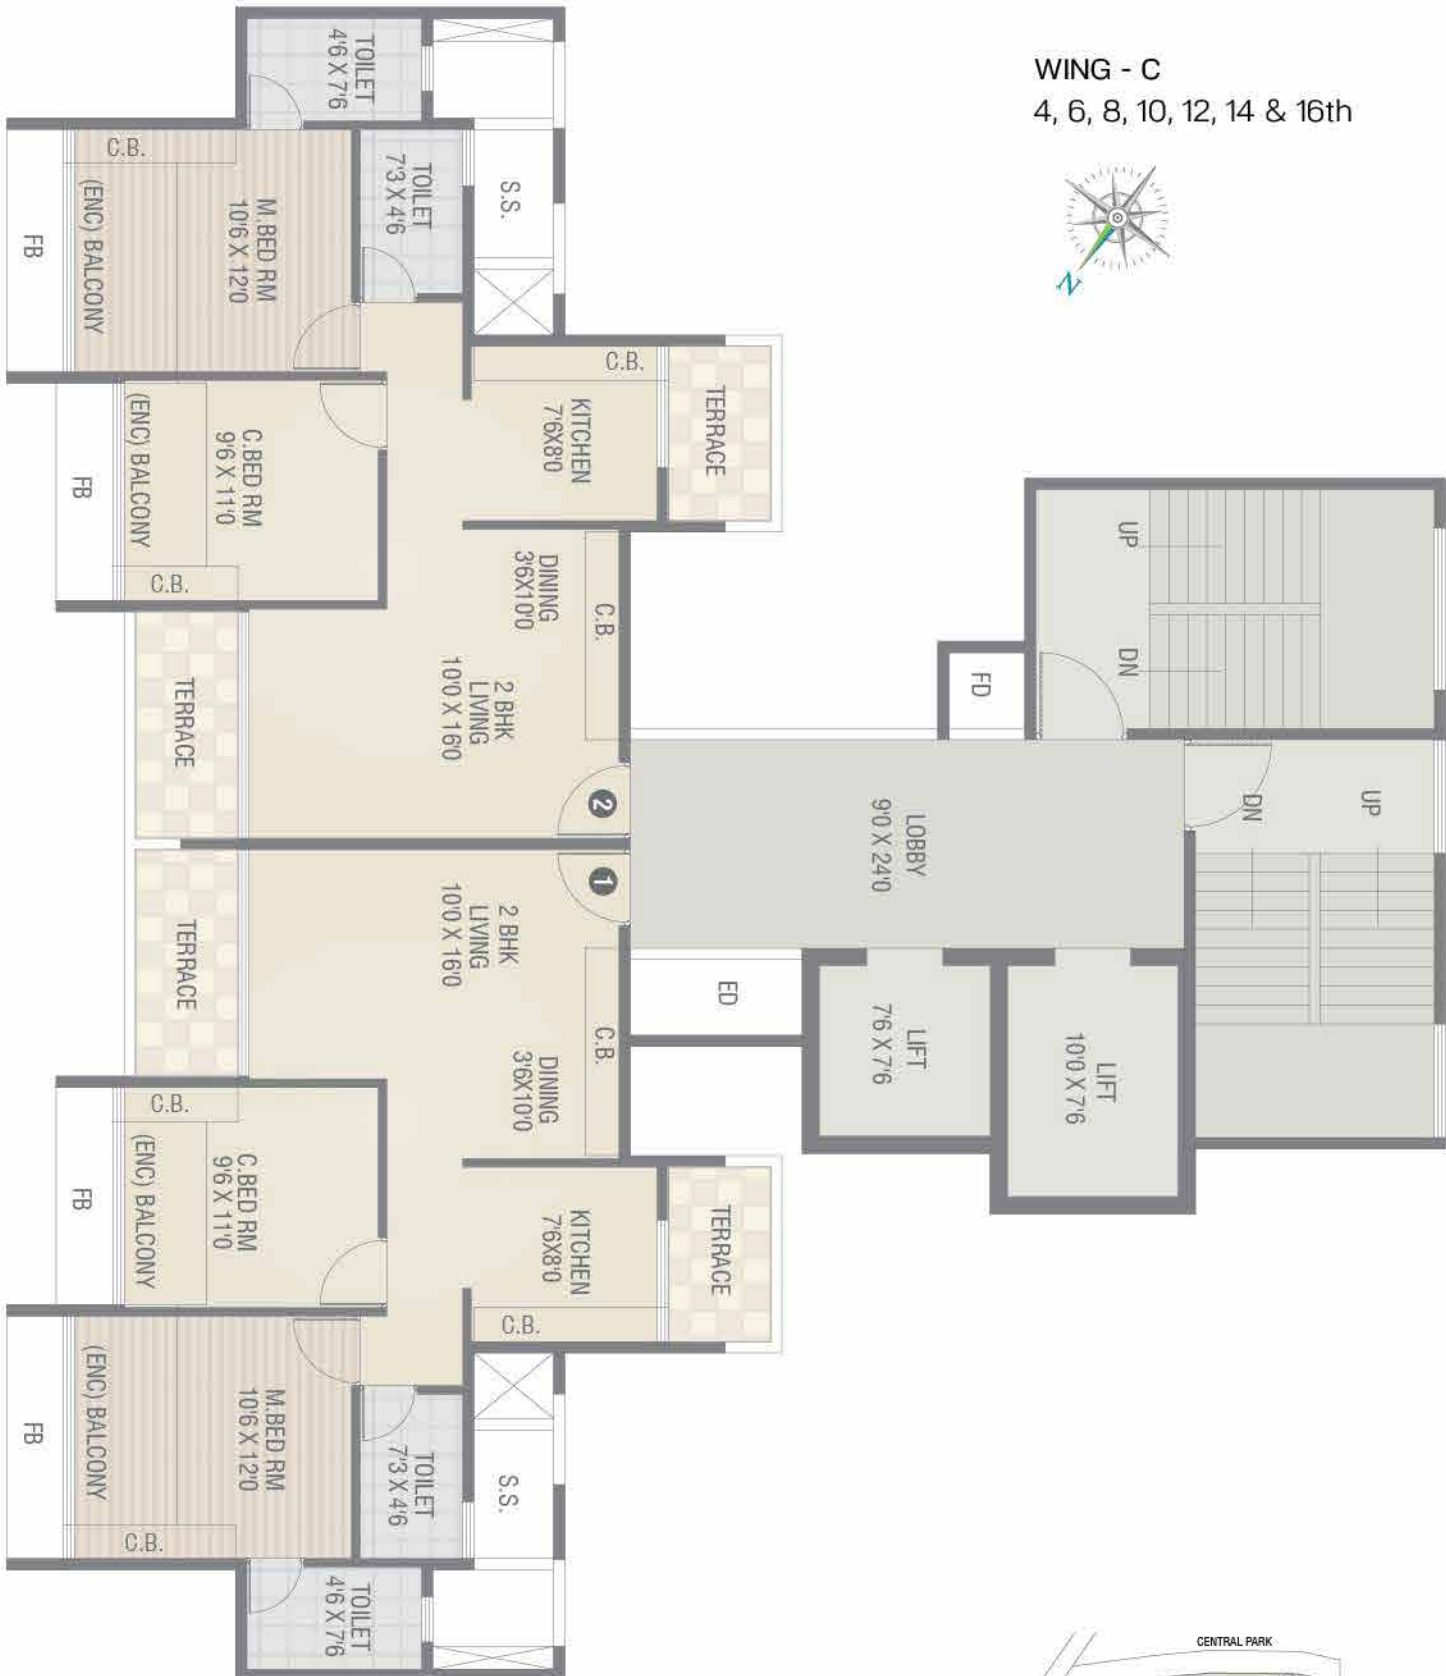 WING - C
4, 6, 8, 10, 12, 14 & 16th
N
TOILET
4'6 X 7'6
C.B.
TOILET
7'3 X 4'6
S.S.
M.BED RM
10'6 X 12'0
(ENC) BALCONY
FB
C.B.
KITCHEN
7'6X8'0
TERRACE
C.BED RM
9'6 X 11'0
(ENC) BALCONY
FB
C.B.
DINING
3'6X10'0
C.B.
2 BHK
LIVING
10'0 X 16'0
TERRACE
2
UP
DN
FD
LOBBY
9'0 X 24'0
DN
UP
1
2 BHK
LIVING
10'0 X 16'0
TERRACE
ED
LIFT
7'6 X 7'6
LIFT
10'0 X 7'6
C.B.
DINING
3'6X10'0
C.B.
C.BED RM
9'6 X 11'0
(ENC) BALCONY
FB
KITCHEN
7'6X8'0
TERRACE
C.B.
M.BED RM
10'6 X 12'0
(ENC) BALCONY
FB
TOILET
7'3 X 4'6
S.S.
C.B.
TOILET
4'6 X 7'6
CENTRAL PARK